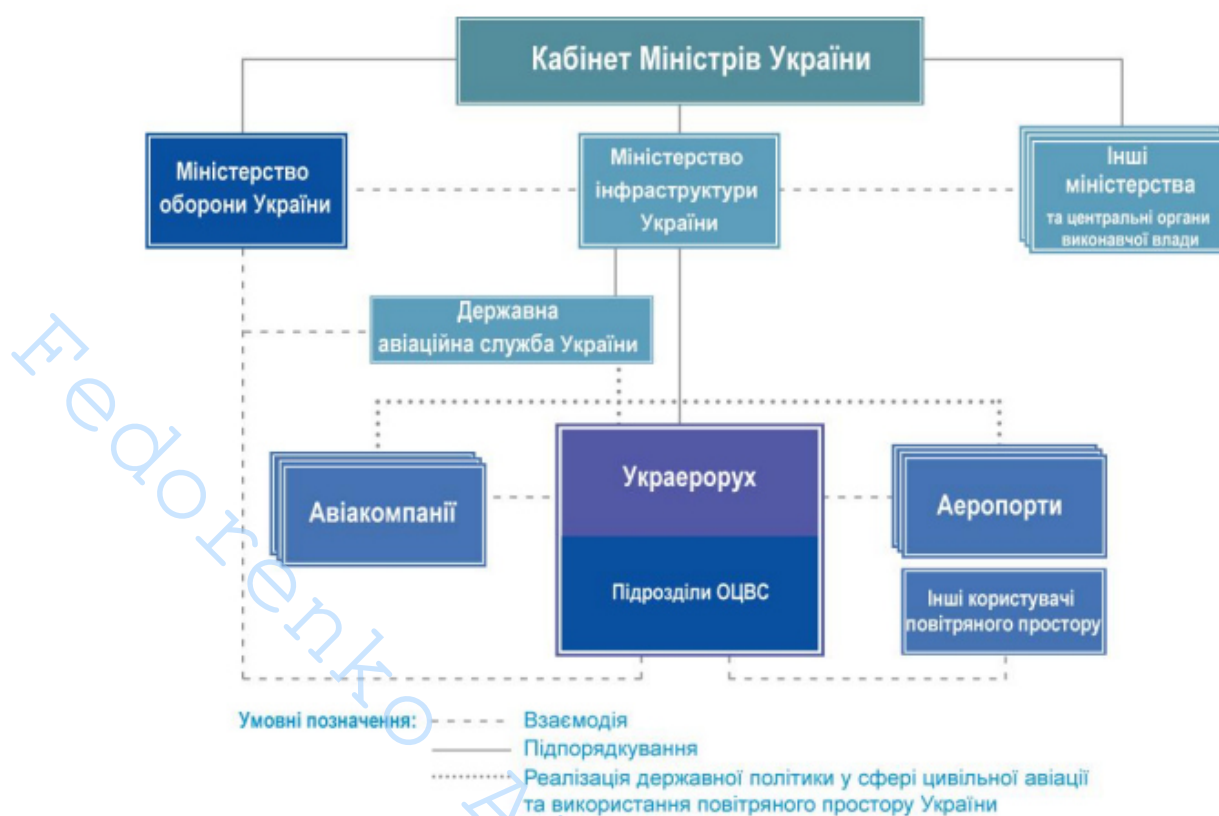 Кабінет Міністрів України
Міністерство
оборони України
Міністерство
інфраструктури
України
Інші
міністерства
та центральні органи
виконавчої влади
Державна
авіаційна служба України
Авіакомпанії
Украерорух
Підрозділи ОЦВС
Аеропорти
Інші користувачі
повітряного простору
Умовні позначення:
Взаємодія
Підпорядкування
Реалізація державної політики у сфері цивільної авіації
та використання повітряного простору України
Fedorenko